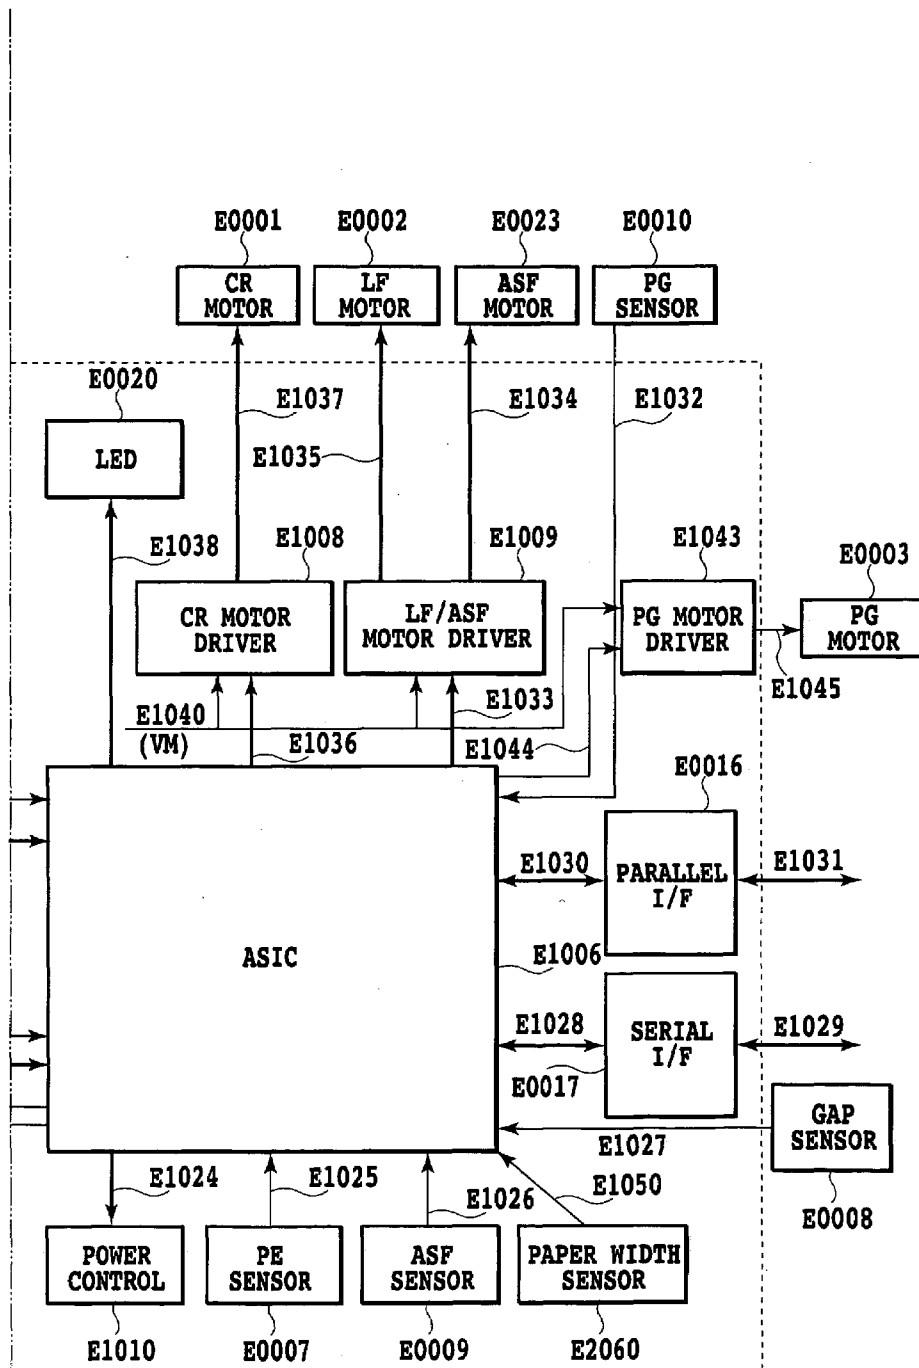 E0001
E0002
E0023
E0010
CR
MOTOR
LF
MOTOR
ASF
MOTOR
PG
SENSOR
E0020
LED
E1037
E1035
E1034
E1032
E1038
E1008
E1009
E1043
E0003
CR MOTOR
DRIVER
LF/ASF
MOTOR DRIVER
PG MOTOR
DRIVER
PG
MOTOR
E1045
E1040
(VM)
E1036
E1033
E1044
E0016
ASIC
E1030
PARALLEL
I/F
E1031
E1006
E1028
SERIAL
I/F
E1029
E0017
GAP
SENSOR
E1027
E0008
E1024
E1025
E1026
E1050
POWER
CONTROL
PE
SENSOR
ASF
SENSOR
PAPER WIDTH
SENSOR
E1010
E0007
E0009
E2060